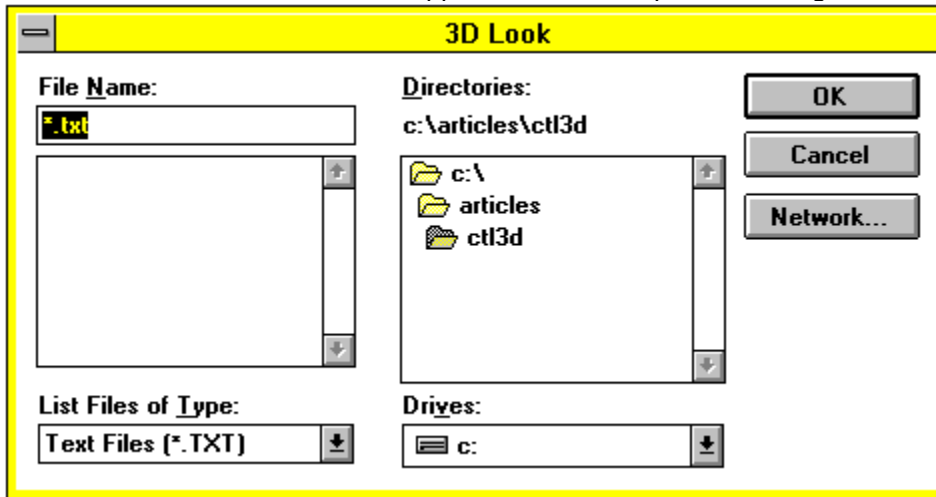 3D Look
File Name:
*.txt
Directories:
c:\articles\ctl3d
c:\
articles
ctl3d
List Files of Type:
Text Files (*.TXT)
Drives:
c:
OK
Cancel
Network...